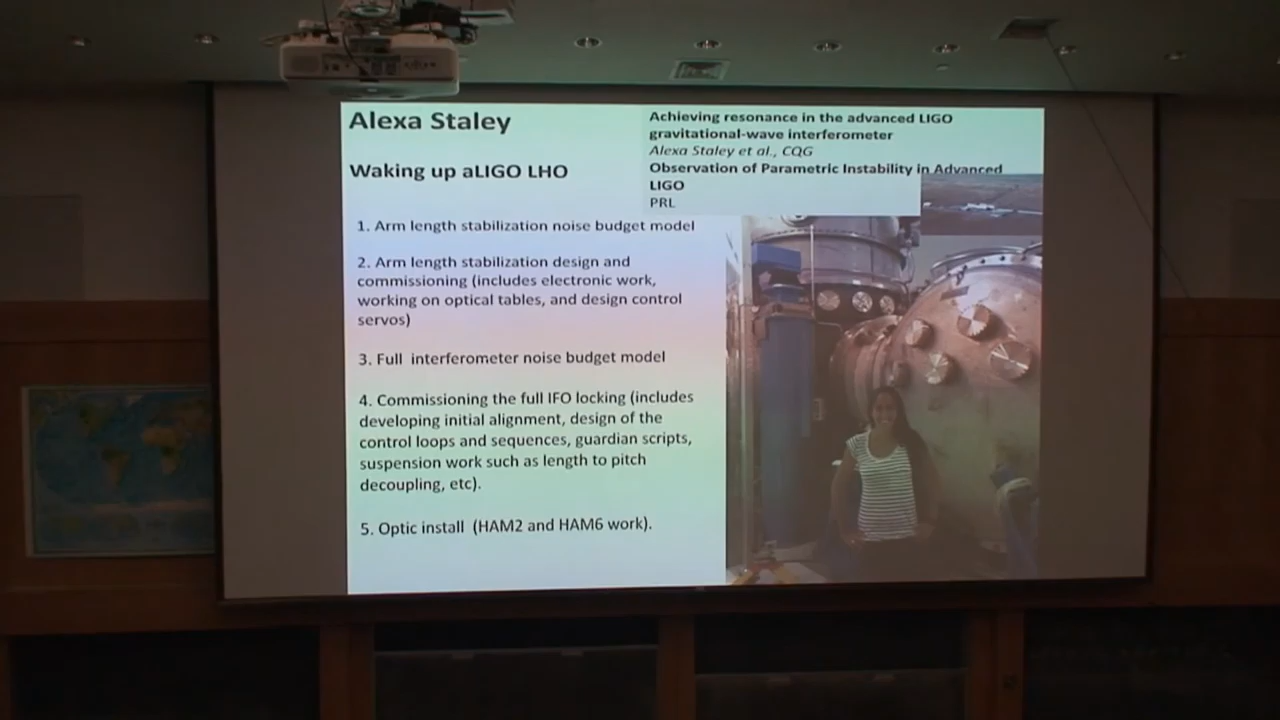 Alexa Staley
Waking up aLIGO LHO
Achieving resonance in the advanced LIGO
gravitational-wave interferometer
Alexa Staley et al., CQG
Observation of Parametric Instability in Advanced
LIGO
PRL
1. Arm length stabilization noise budget model
2. Arm length stabilization design and
commissioning (includes electronic work,
working on optical tables, and design control
servos)
3. Full interferometer noise budget model
4. Commissioning the full IFO locking (includes
developing initial alignment, design of the
control loops and sequences, guardian scripts,
suspension work such as length to pitch
decoupling, etc).
5. Optic install (HAM2 and HAM6 work).